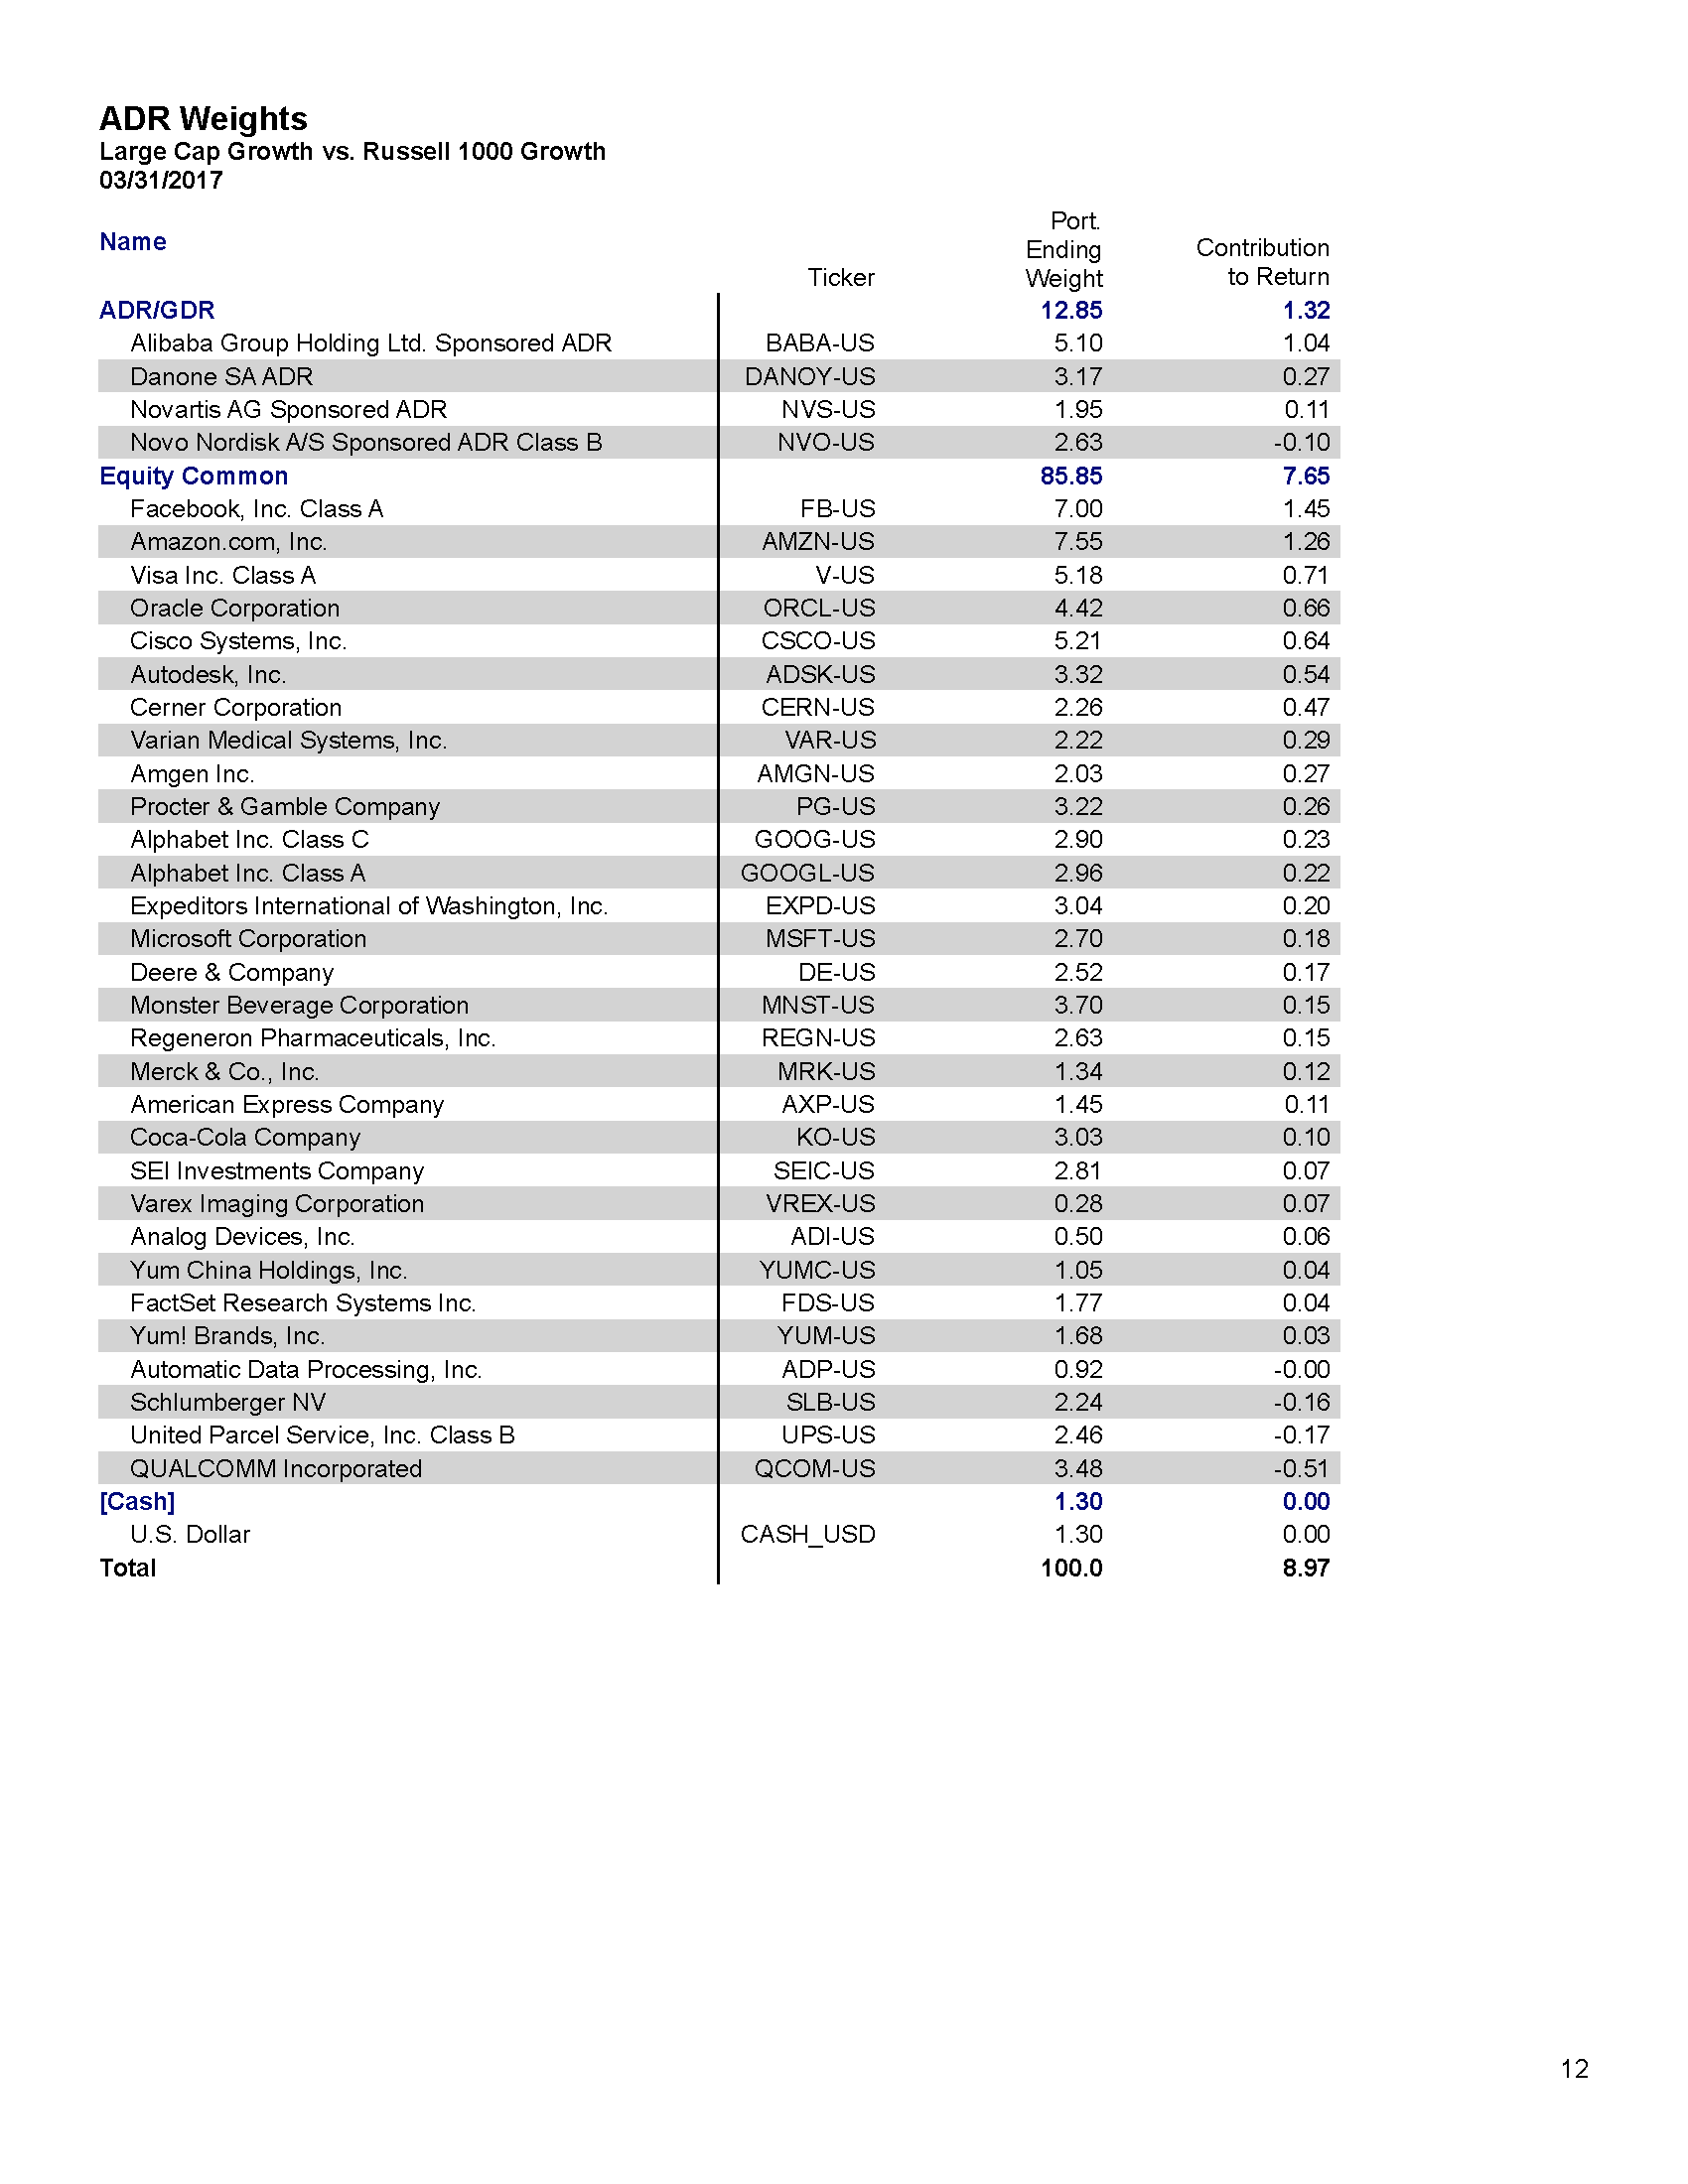 ADR Weights
Large Cap Growth vs. Russell 1000 Growth
03/31/2017
Name Ticker Port. Ending Weight Contribution to Return
ADR/GDR 12.85 1.32
Alibaba Group Holding Ltd. Sponsored ADR BABA-US 5.10 1.04
Danone SA ADR DANOY-US 3.17 0.27
Novartis AG Sponsored ADR NVS-US 1.95 0.11
Novo Nordisk A/S Sponsored ADR Class B NVO-US 2.63 -0.10
Equity Common 85.85 7.65
Facebook, Inc. Class A FB-US 7.00 1.45
Amazon.com, Inc. AMZN-US 7.55 1.26
Visa Inc. Class A V-US 5.18 0.71
Oracle Corporation ORCL-US 4.42 0.66
Cisco Systems, Inc. CSCO-US 5.21 0.64
Autodesk, Inc. ADSK-US 3.32 0.54
Cerner Corporation CERN-US 2.26 0.47
Varian Medical Systems, Inc. VAR-US 2.22 0.29
Amgen Inc. AMGN-US 2.03 0.27
Procter & Gamble Company PG-US 3.22 0.26
Alphabet Inc. Class C GOOG-US 2.90 0.23
Alphabet Inc. Class A GOOGL-US 2.96 0.22
Expeditors International of Washington, Inc. EXPD-US 3.04 0.20
Microsoft Corporation MSFT-US 2.70 0.18
Deere & Company DE-US 2.52 0.17
Monster Beverage Corporation MNST-US 3.70 0.15
Regeneron Pharmaceuticals, Inc. REGN-US 2.63 0.15
Merck & Co., Inc. MRK-US 1.34 0.12
American Express Company AXP-US 1.45 0.11
Coca-Cola Company KO-US 3.03 0.10
SEI Investments Company SEIC-US 2.81 0.07
Varex Imaging Corporation VREX-US 0.28 0.07
Analog Devices, Inc. ADI-US 0.50 0.06
Yum China Holdings, Inc. YUMC-US 1.05 0.04
FactSet Research Systems Inc. FDS-US 1.77 0.04
Yum! Brands, Inc. YUM-US 1.68 0.03
Automatic Data Processing, Inc. ADP-US 0.92 -0.00
Schlumberger NV SLB-US 2.24 -0.16
United Parcel Service, Inc. Class B UPS-US 2.46 -0.17
QUALCOMM Incorporated QCOM-US 3.48 -0.51
[Cash] 1.30 0.00
U.S. Dollar CASH_USD 1.30 0.00
Total 100.0 8.97
12